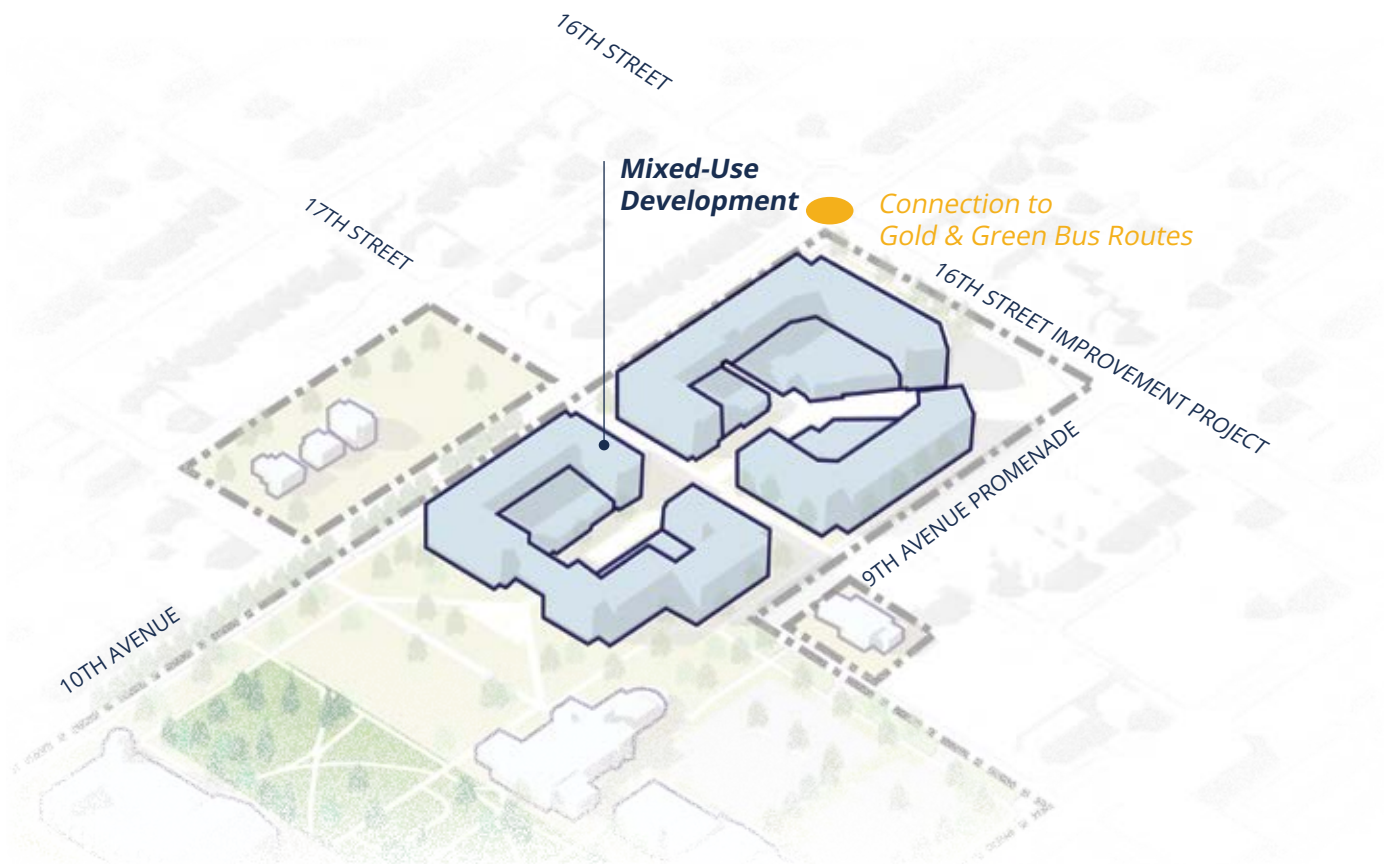 16TH STREET
Mixed-Use
Development
Connection to
Gold & Green Bus Routes
17TH STREET
16TH STREET IMPROVEMENT PROJECT
9TH AVENUE PROMENADE
10TH AVENUE